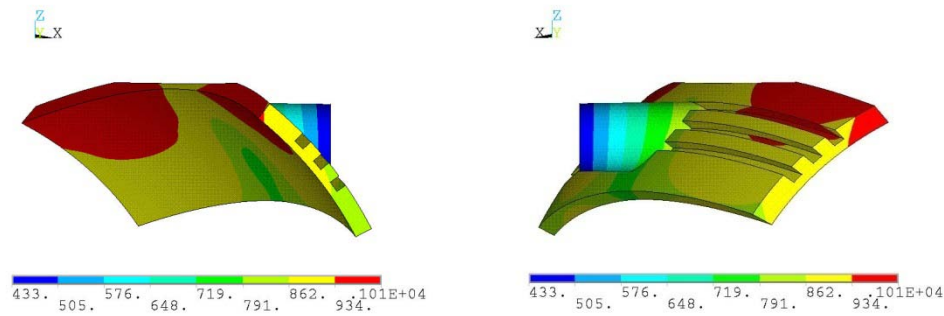 Z
Y X
Z
X Y
433. 576. 719. 862. .101E+04
505. 648. 791. 934.
433. 576. 719. 862. .101E+04
505. 648. 791. 934.